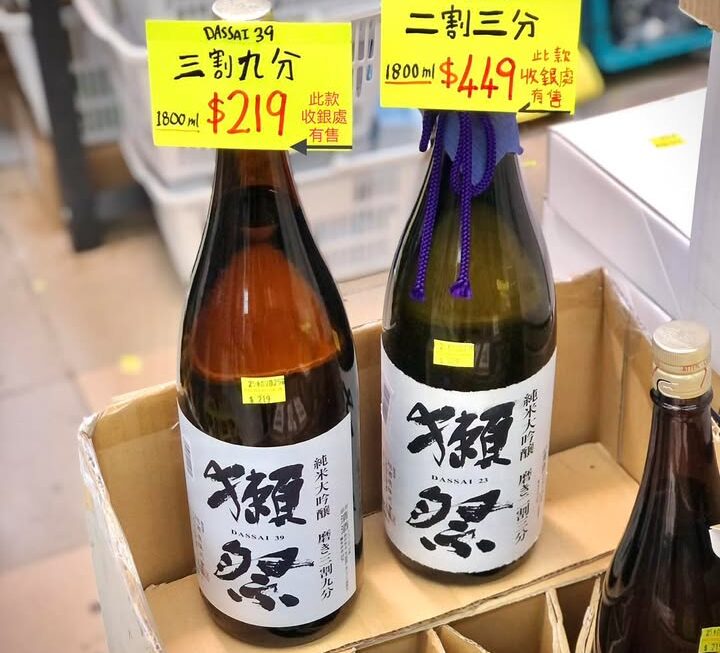 DASSAI 39
三割九分
1800ml $219
此款
收銀處
有售
二割三分
1800ml $449
此款
收銀處
有售
$ 219
獺祭
DASSAI 39
純米大吟醸 磨き三割九分
清酒
獺祭
DASSAI 23
純米大吟醸 磨き二割三分